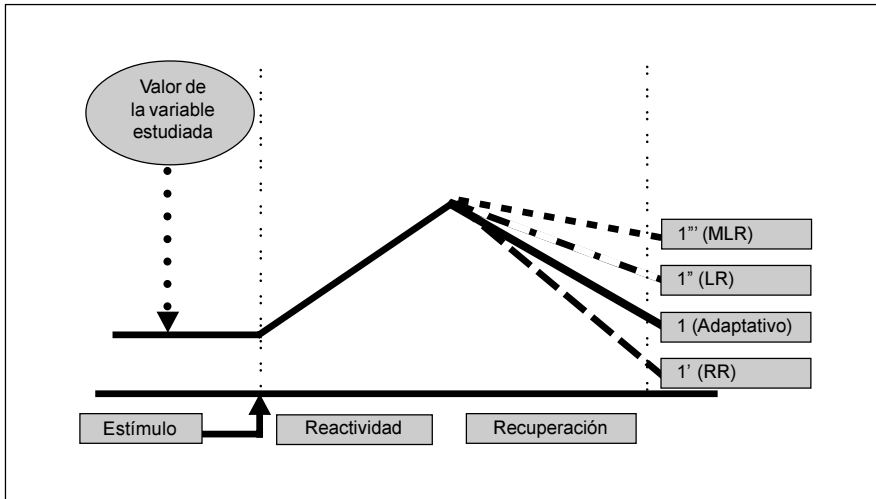 Valor de
la variable
estudiada
1”’ (MLR)
1” (LR)
1 (Adaptativo)
1’ (RR)
Estímulo
Reactividad
Recuperación